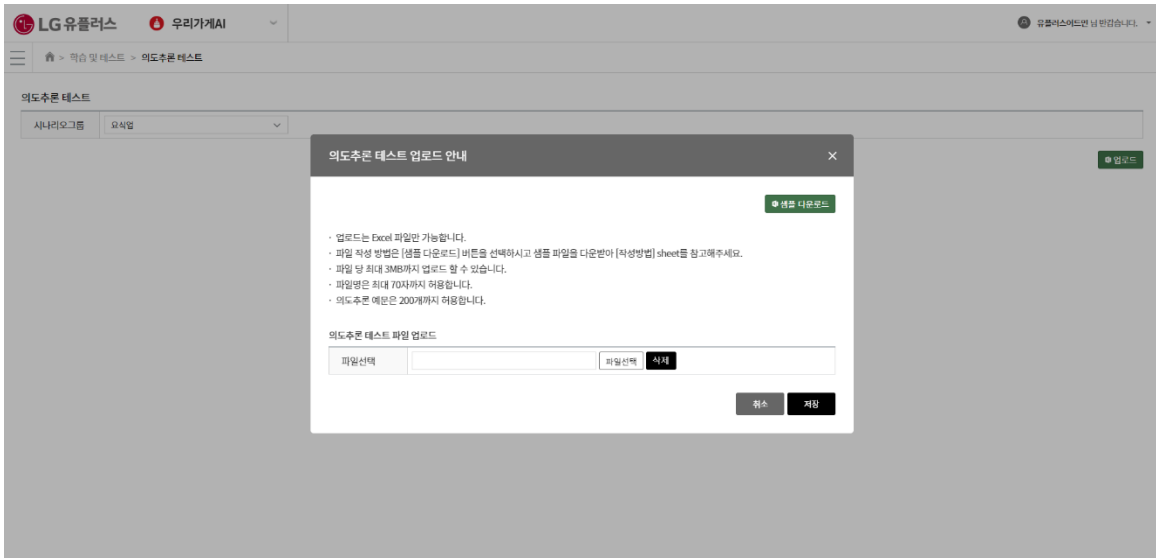 LG 유플러스 우리가게AI 유플러스어드민 님 반갑습니다.
> 학습 및 테스트 > 의도추론 테스트
의도추론 테스트
시나리오그룹 요식업
의도추론 테스트 업로드 안내
업로드
샘플 다운로드
· 업로드는 Excel 파일만 가능합니다.
· 파일 작성 방법은 [샘플 다운로드] 버튼을 선택하시고 샘플 파일을 다운받아 [작성방법] sheet를 참고해주세요.
· 파일 당 최대 3MB까지 업로드 할 수 있습니다.
· 파일명은 최대 70자까지 허용합니다.
· 의도추론 예문은 200개까지 허용합니다.
의도추론 테스트 파일 업로드
파일선택 파일선택 삭제
취소 저장